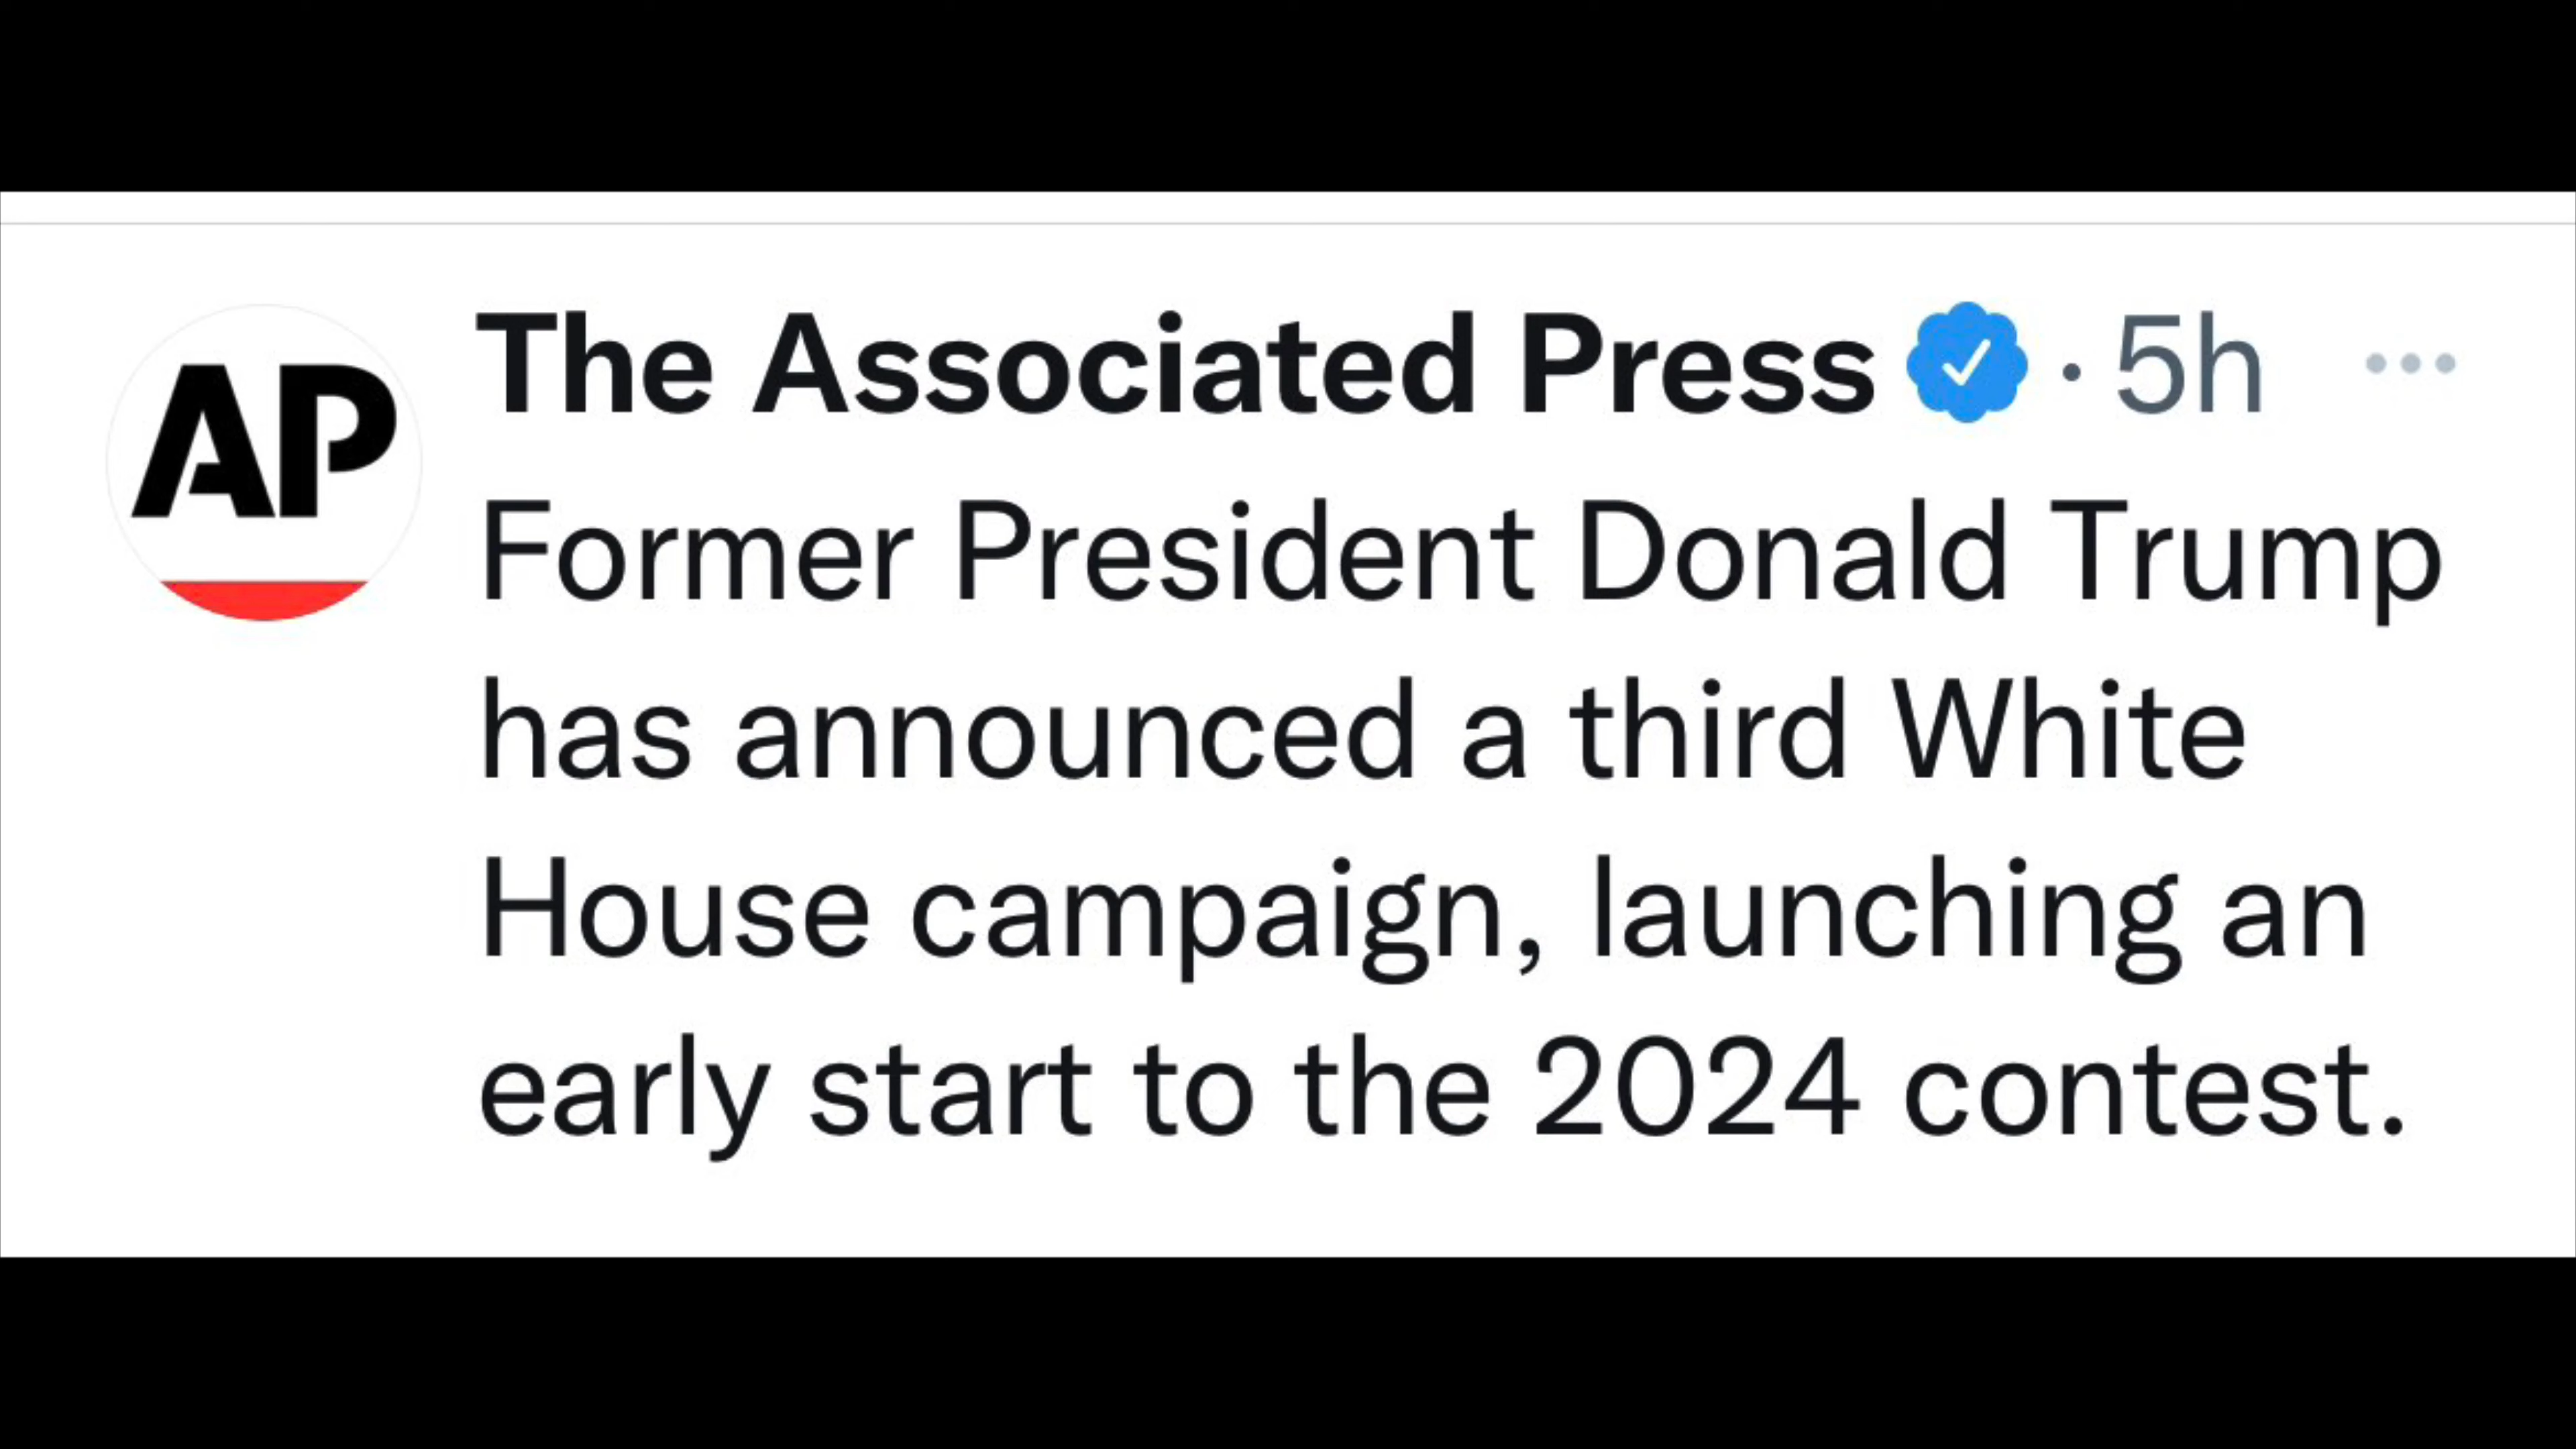 AP
The Associated Press · 5h
Former President Donald Trump
has announced a third White
House campaign, launching an
early start to the 2024 contest.